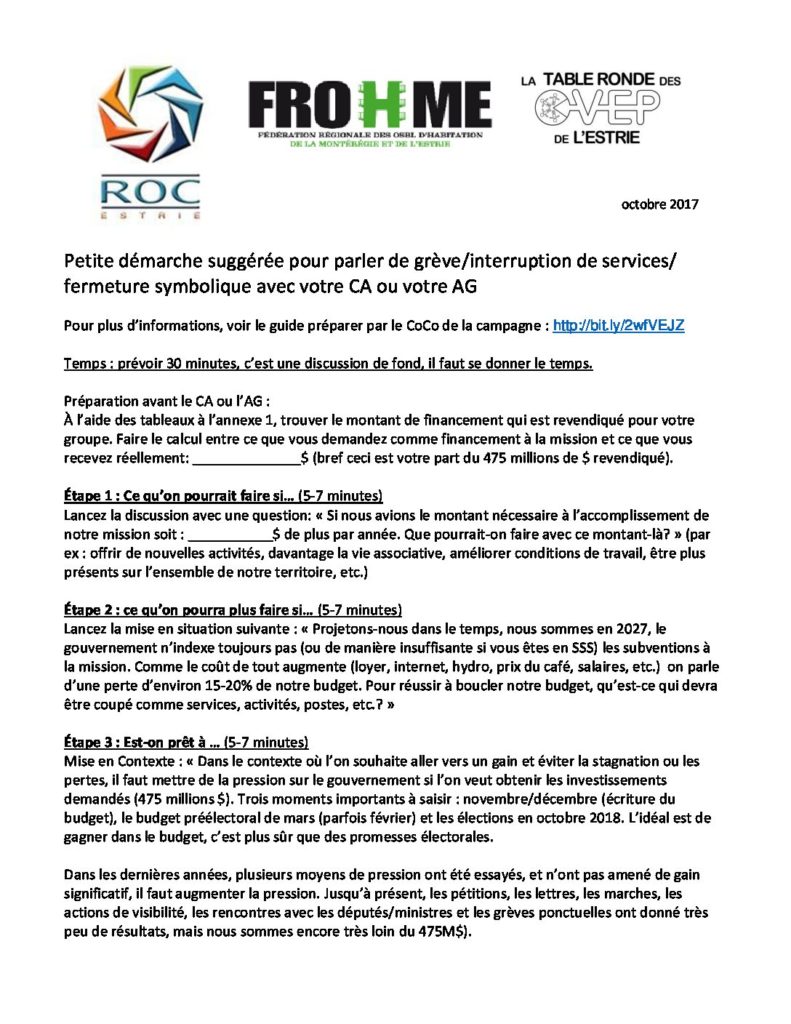 ROC
ESTRIE
FROHME
FÉDÉRATION RÉGIONALE DES OSBL D'HABITATION
DE LA MONTÉRÉGIE ET DE L'ESTRIE
LA TABLE RONDE DES
OVEP
DE L'ESTRIE
octobre 2017
Petite démarche suggérée pour parler de grève/interruption de services/
fermeture symbolique avec votre CA ou votre AG
Pour plus d'informations, voir le guide préparer par le CoCo de la campagne : http://bit.ly/2wfVEJZ
Temps : prévoir 30 minutes, c'est une discussion de fond, il faut se donner le temps.
Préparation avant le CA ou l'AG :
À l'aide des tableaux à l'annexe 1, trouver le montant de financement qui est revendiqué pour votre
groupe. Faire le calcul entre ce que vous demandez comme financement à la mission et ce que vous
recevez réellement: ______________$ (bref ceci est votre part du 475 millions de $ revendiqué).
Étape 1 : Ce qu'on pourrait faire si… (5-7 minutes)
Lancez la discussion avec une question: « Si nous avions le montant nécessaire à l'accomplissement de
notre mission soit : ___________$ de plus par année. Que pourrait-on faire avec ce montant-là? » (par
ex : offrir de nouvelles activités, davantage la vie associative, améliorer conditions de travail, être plus
présents sur l'ensemble de notre territoire, etc.)
Étape 2 : ce qu'on pourra plus faire si… (5-7 minutes)
Lancez la mise en situation suivante : « Projetons-nous dans le temps, nous sommes en 2027, le
gouvernement n'indexe toujours pas (ou de manière insuffisante si vous êtes en SSS) les subventions à
la mission. Comme le coût de tout augmente (loyer, internet, hydro, prix du café, salaires, etc.) on parle
d'une perte d'environ 15-20% de notre budget. Pour réussir à boucler notre budget, qu'est-ce qui devra
être coupé comme services, activités, postes, etc.? »
Étape 3 : Est-on prêt à … (5-7 minutes)
Mise en Contexte : « Dans le contexte où l'on souhaite aller vers un gain et éviter la stagnation ou les
pertes, il faut mettre de la pression sur le gouvernement si l'on veut obtenir les investissements
demandés (475 millions $). Trois moments importants à saisir : novembre/décembre (écriture du
budget), le budget préélectoral de mars (parfois février) et les élections en octobre 2018. L'idéal est de
gagner dans le budget, c'est plus sûr que des promesses électorales.
Dans les dernières années, plusieurs moyens de pression ont été essayés, et n'ont pas amené de gain
significatif, il faut augmenter la pression. Jusqu'à présent, les pétitions, les lettres, les marches, les
actions de visibilité, les rencontres avec les députés/ministres et les grèves ponctuelles ont donné très
peu de résultats, mais nous sommes encore très loin du 475M$).